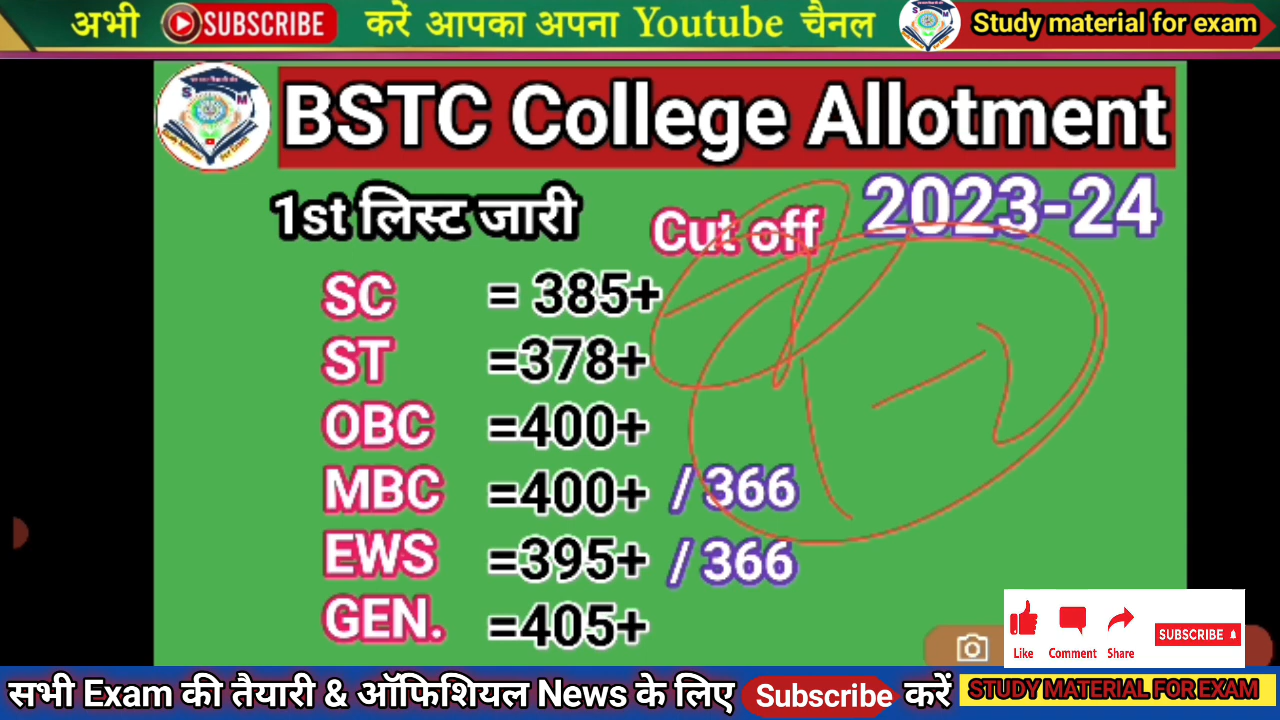 अभी SUBSCRIBE करें आपका अपना Youtube चैनल Study material for exam
BSTC College Allotment
1st लिस्ट जारी Cut off 2023-24
SC = 385+
ST =378+
OBC =400+
MBC =400+ / 366
EWS =395+ / 366
GEN. =405+
1-2
Like Comment Share SUBSCRIBE
सभी Exam की तैयारी & ऑफिशियल News के लिए Subscribe करें STUDY MATERIAL FOR EXAM